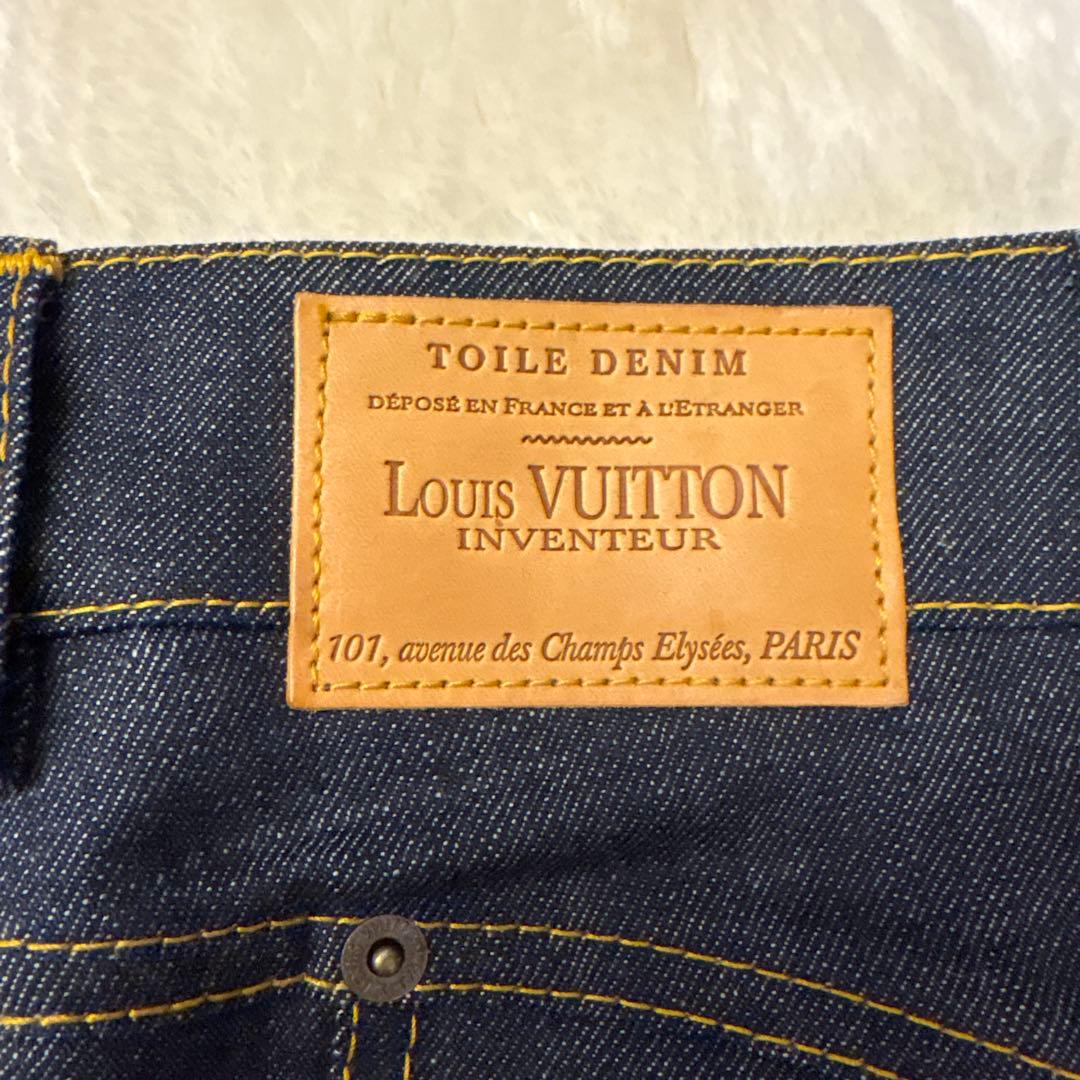 TOILE DENIM
DÉPOSÉ EN FRANCE ET À L'ETRANGER
LOUIS VUITTON
INVENTEUR
101, avenue des Champs Elysées, PARIS